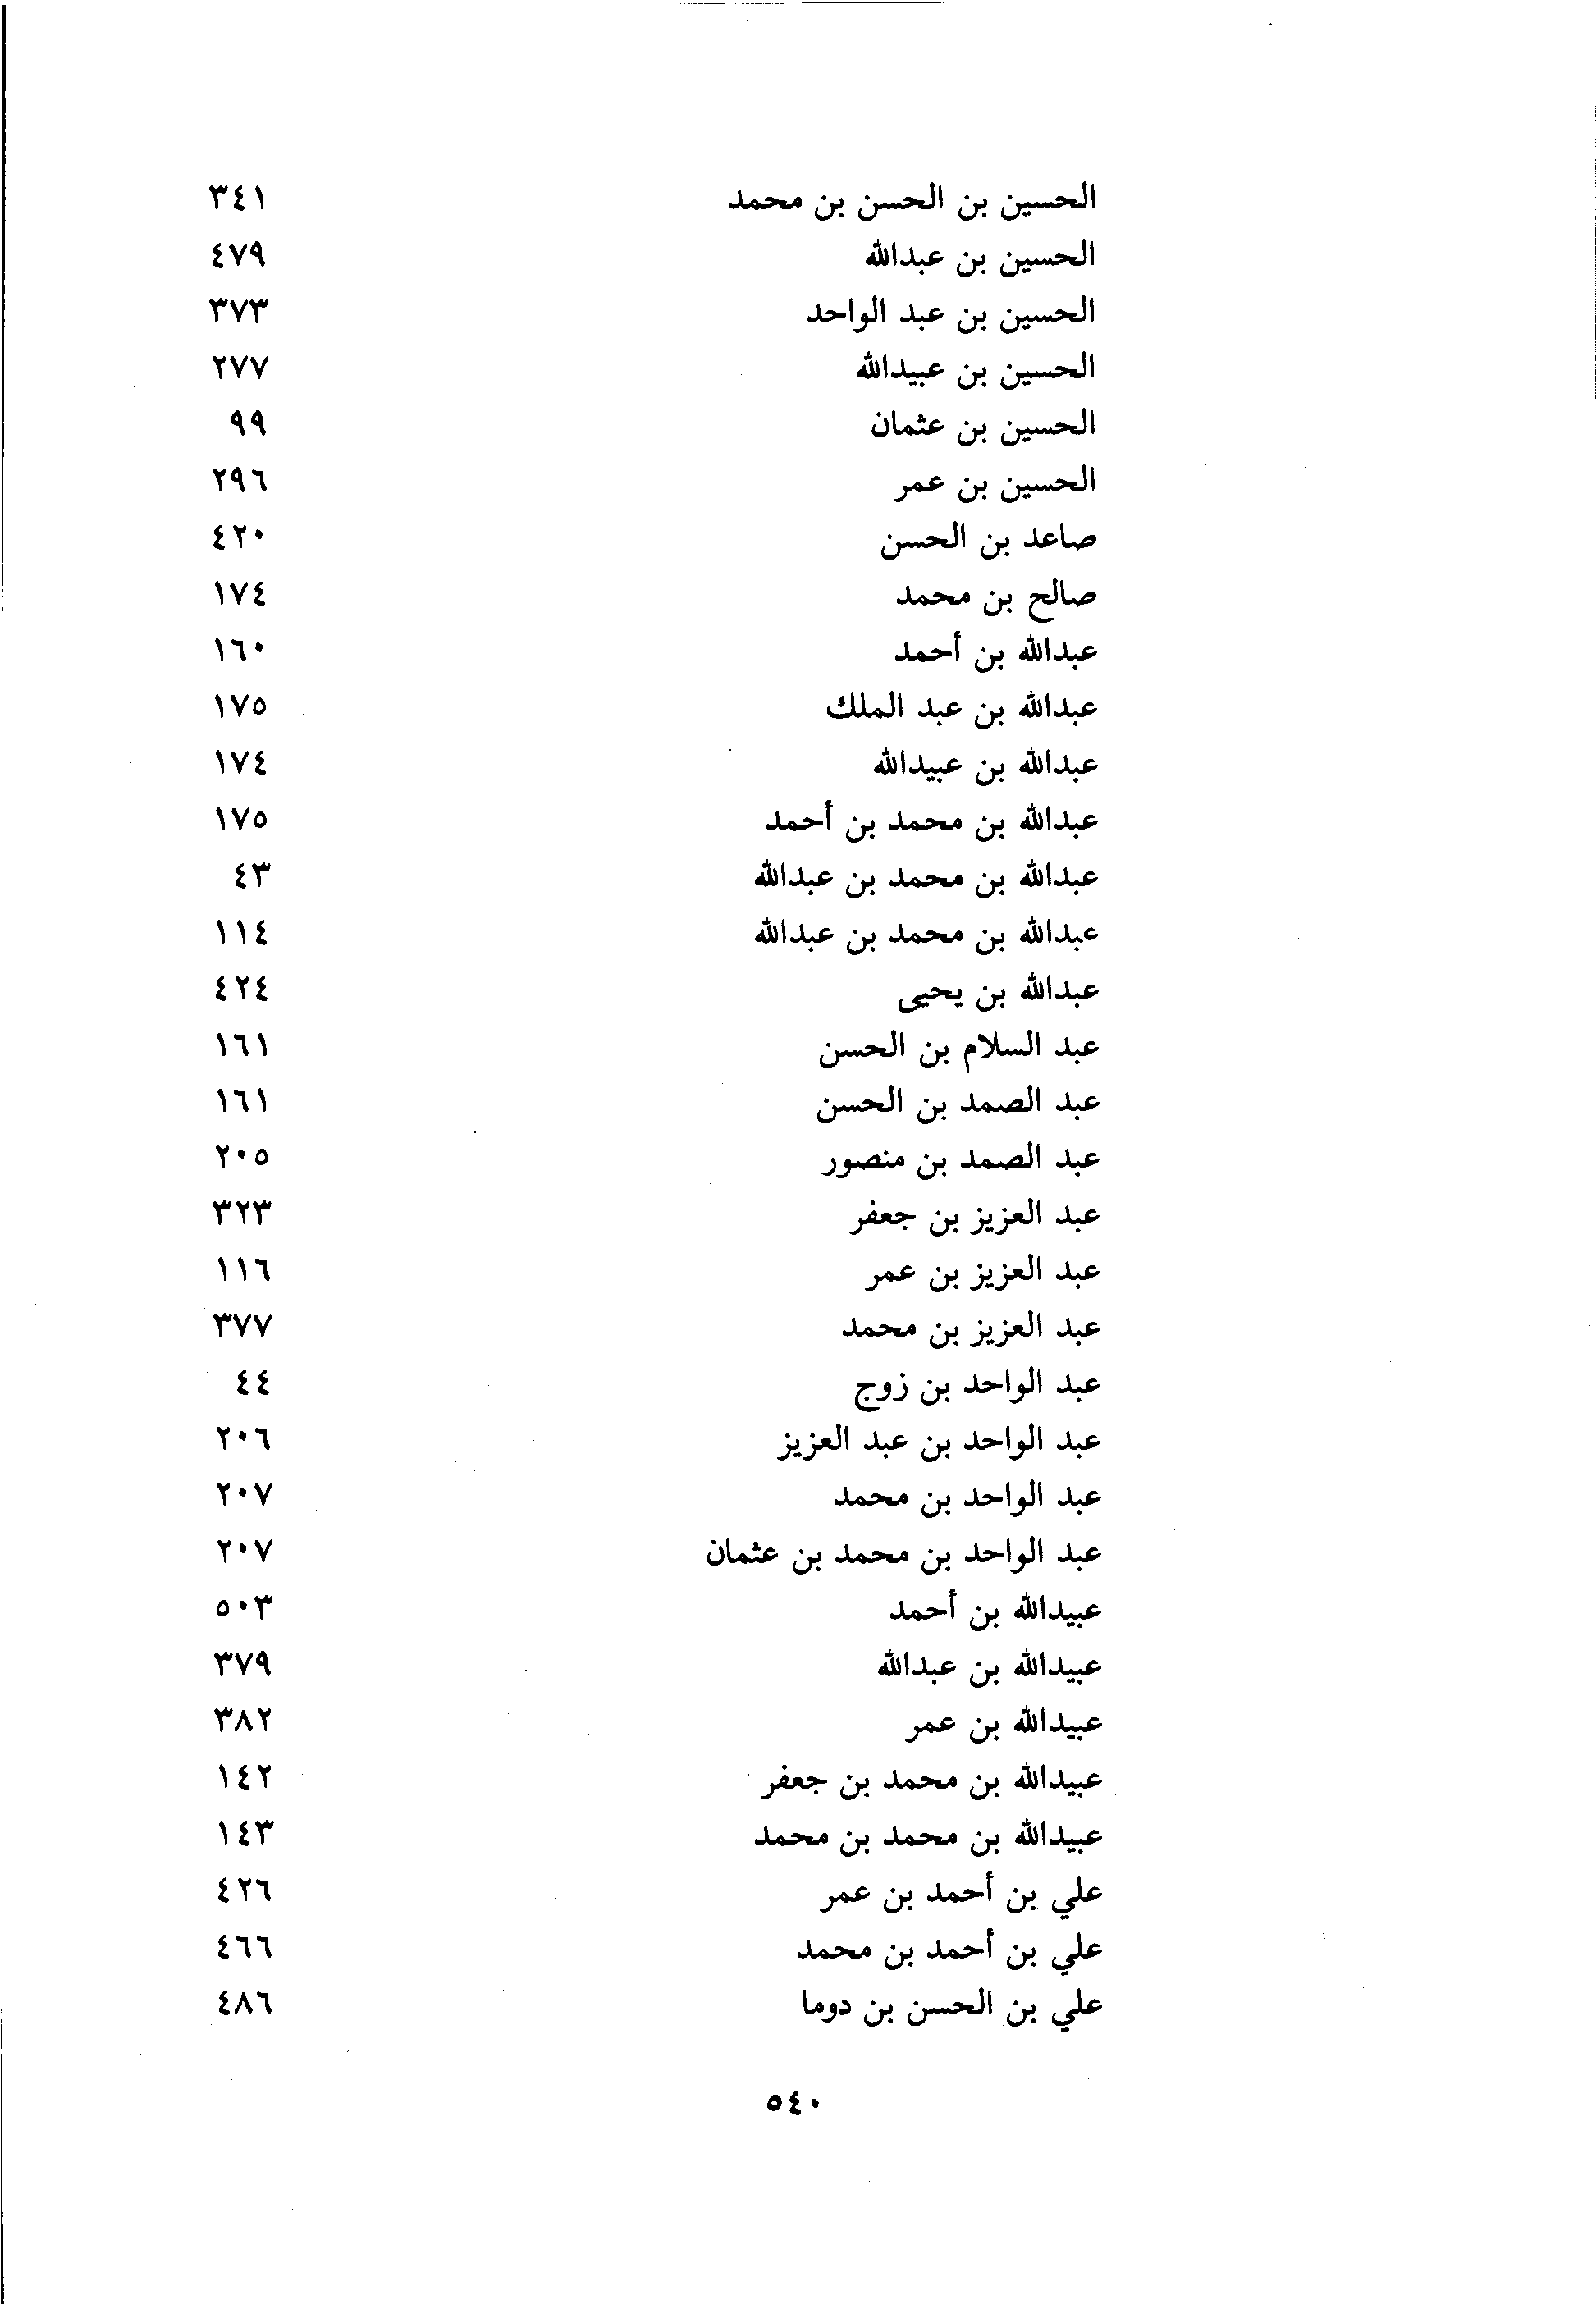 الحسين بن الحسن بن محمد ٣٤١
الحسين بن عبدالله ٤٧٩
الحسين بن عبد الواحد ٣٧٣
الحسين بن عبيدالله ٢٧٧
الحسين بن عثمان ٩٩
الحسين بن عمر ٢٩٦
صاعد بن الحسن ٤٢٠
صالح بن محمد ١٧٤
عبدالله بن أحمد ١٦٠
عبدالله بن عبد الملك ١٧٥
عبدالله بن عبيدالله ١٧٤
عبدالله بن محمد بن أحمد ١٧٥
عبدالله بن محمد بن عبدالله ٤٣
عبدالله بن محمد بن عبدالله ١١٤
عبدالله بن يحيى ٤٢٤
عبد السلام بن الحسن ١٦١
عبد الصمد بن الحسن ١٦١
عبد الصمد بن منصور ٢٠٥
عبد العزيز بن جعفر ٣٢٣
عبد العزيز بن عمر ١١٦
عبد العزيز بن محمد ٣٧٧
عبد الواحد بن زوج ٤٤
عبد الواحد بن عبد العزيز ٢٠٦
عبد الواحد بن محمد ٢٠٧
عبد الواحد بن محمد بن عثمان ٢٠٧
عبيدالله بن أحمد ٥٠٣
عبيدالله بن عبدالله ٣٧٩
عبيدالله بن عمر ٣٨٢
عبيدالله بن محمد بن جعفر ١٤٢
عبيدالله بن محمد بن محمد ١٤٣
علي بن أحمد بن عمر ٤٢٦
علي بن أحمد بن محمد ٤٦٦
علي بن الحسن بن دوما ٤٨٦
٥٤٠